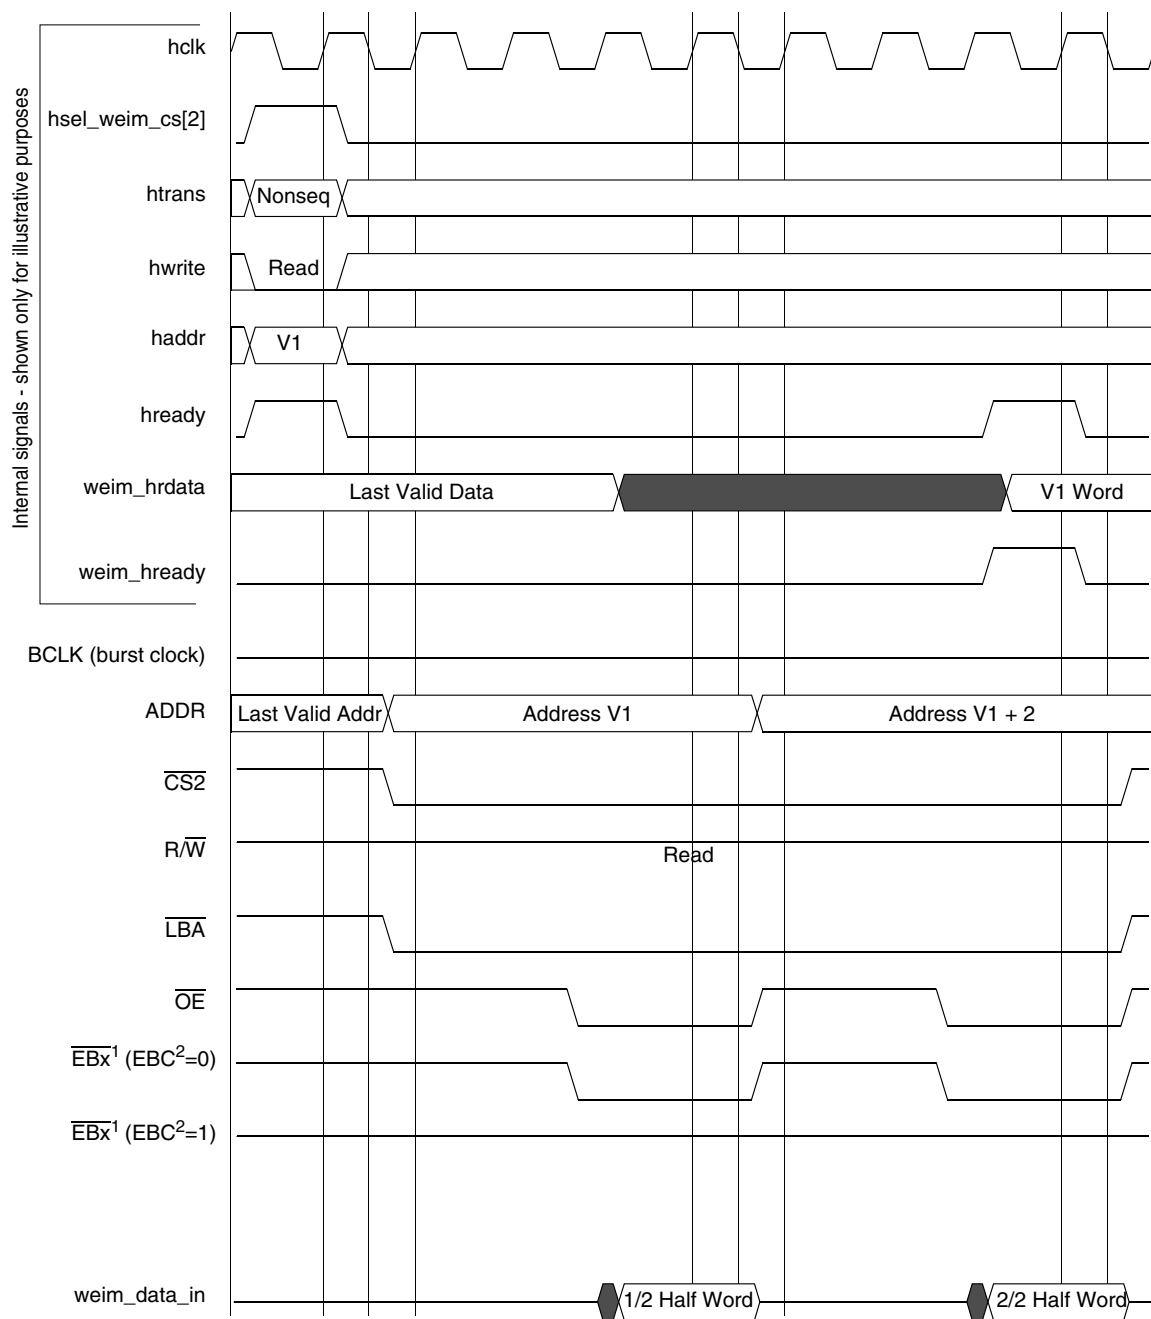 Internal signals - shown only for illustrative purposes
hclk
hsel_weim_cs[2]
htrans
Nonseq
hwrite
Read
haddr
V1
hready
weim_hrdata
Last Valid Data
V1 Word
weim_hready
BCLK (burst clock)
ADDR
Last Valid Addr
Address V1
Address V1 + 2
CS2
R/W
Read
LBA
OE
EBx1 (EBC2=0)
EBx1 (EBC2=1)
weim_data_in
1/2 Half Word
2/2 Half Word